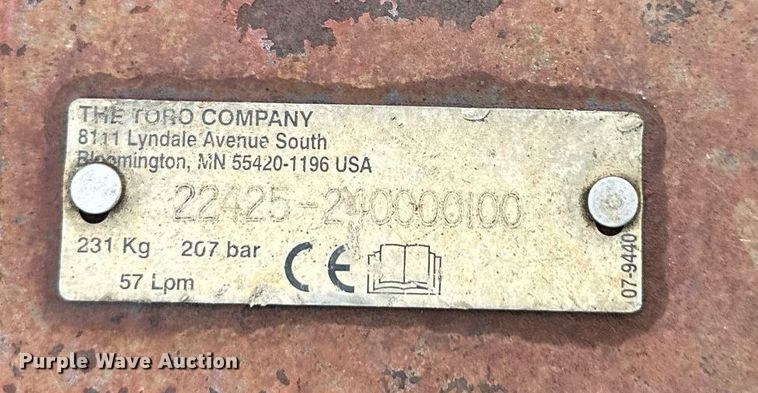 THE TORO COMPANY
8111 Lyndale Avenue South
Bloomington, MN 55420-1196 USA
22425-240000100
231 Kg 207 bar
57 Lpm
CE
07-9440
Purple Wave Auction